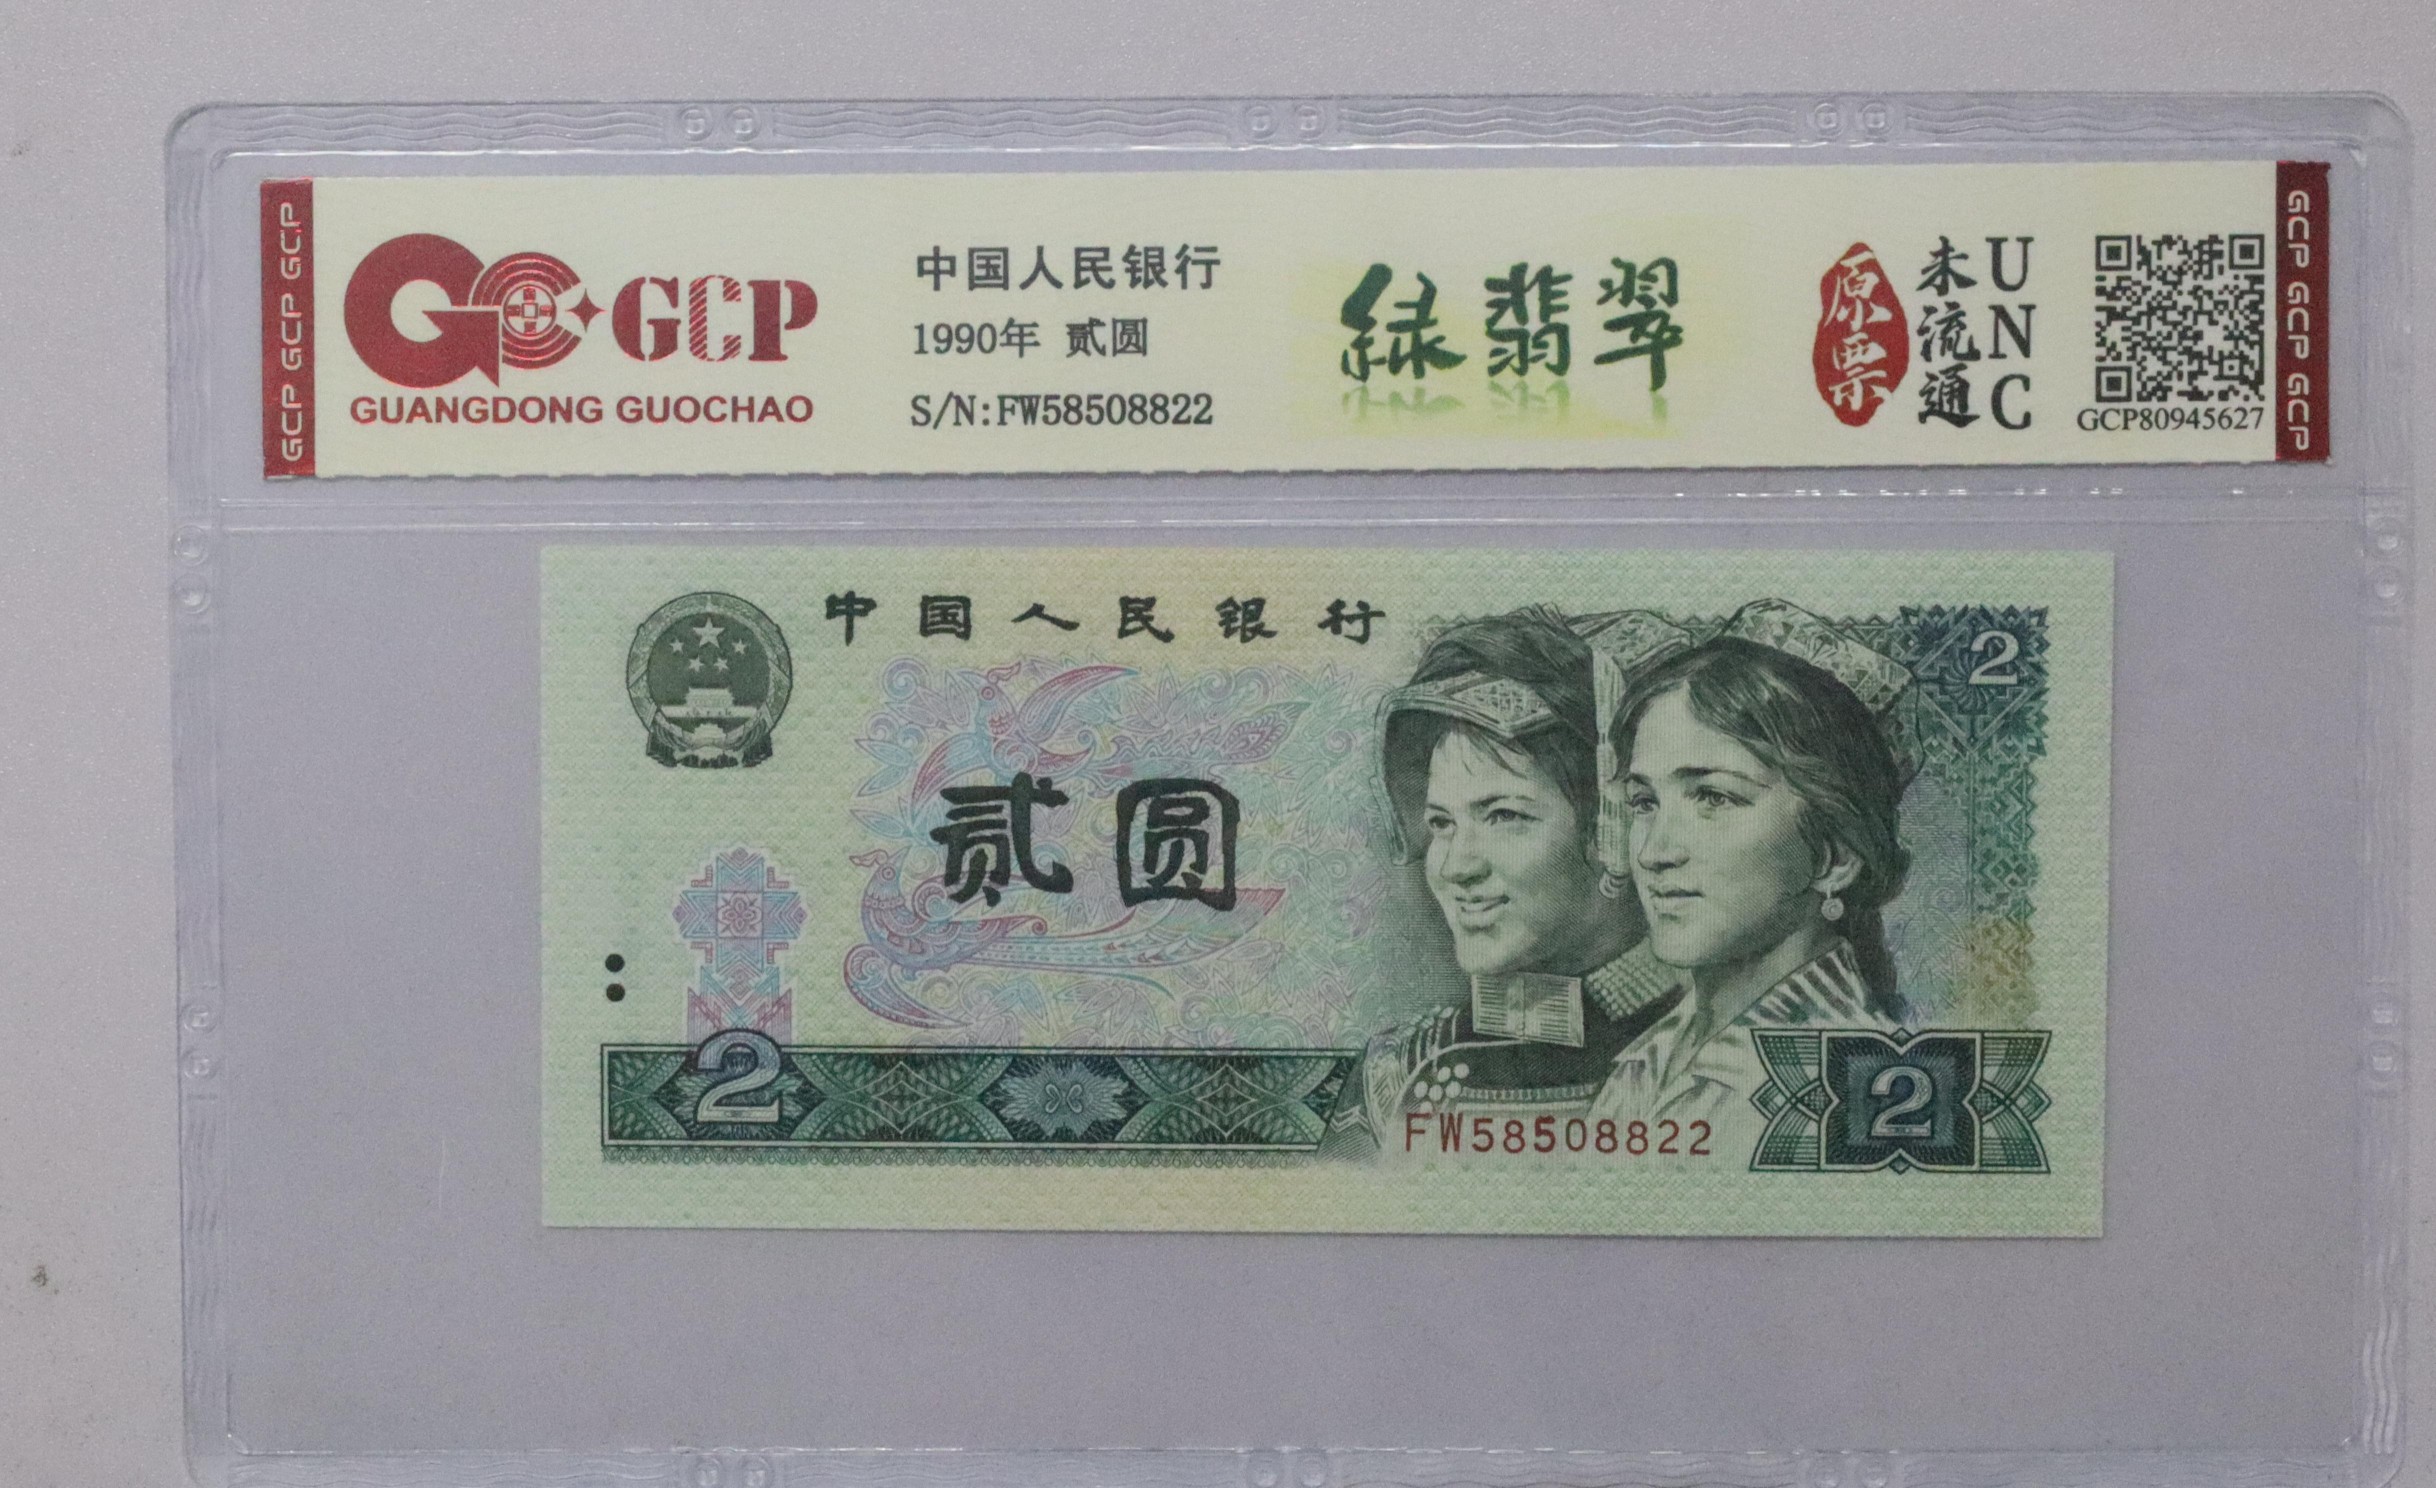 GCP GCP GCP
GCP
GUANGDONG GUOCHAO
中国人民银行
1990年 贰圆
S/N:FW58508822
緑翡翠
原票
未流通
UNC
GCP80945627
GCP GCP GCP
中国人民银行
2
贰圆
2
FW58508822
2